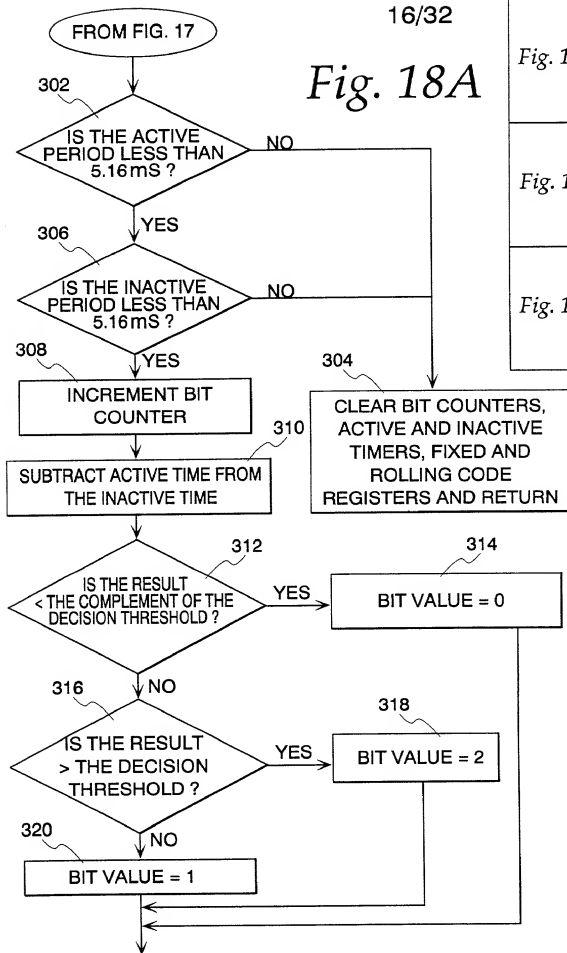 16/32
Fig. 18A
FROM FIG. 17
302
IS THE ACTIVE
PERIOD LESS THAN
5.16mS ?
NO
YES
306
IS THE INACTIVE
PERIOD LESS THAN
5.16mS ?
NO
YES
304
CLEAR BIT COUNTERS,
ACTIVE AND INACTIVE
TIMERS, FIXED AND
ROLLING CODE
REGISTERS AND RETURN
308
INCREMENT BIT
COUNTER
310
SUBTRACT ACTIVE TIME FROM
THE INACTIVE TIME
312
IS THE RESULT
< THE COMPLEMENT OF THE
DECISION THRESHOLD ?
YES
NO
314
BIT VALUE = 0
316
IS THE RESULT
> THE DECISION
THRESHOLD ?
YES
NO
318
BIT VALUE = 2
320
BIT VALUE = 1
Fig. 1
Fig. 1
Fig. 1